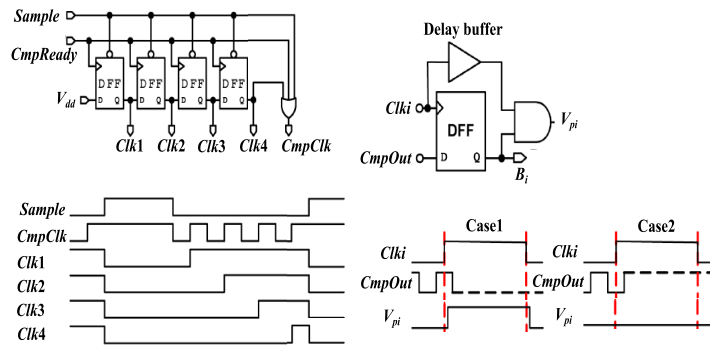 Sample
CmpReady
DFF DFF DFF DFF
D Q D Q D Q D Q
Vdd
Clk1 Clk2 Clk3 Clk4 CmpClk
Delay buffer
Clki
DFF
Vpi
CmpOut
D Q
Bi
Sample
CmpClk
Clk1
Clk2
Clk3
Clk4
Case1 Case2
Clki Clki
CmpOut CmpOut
Vpi Vpi